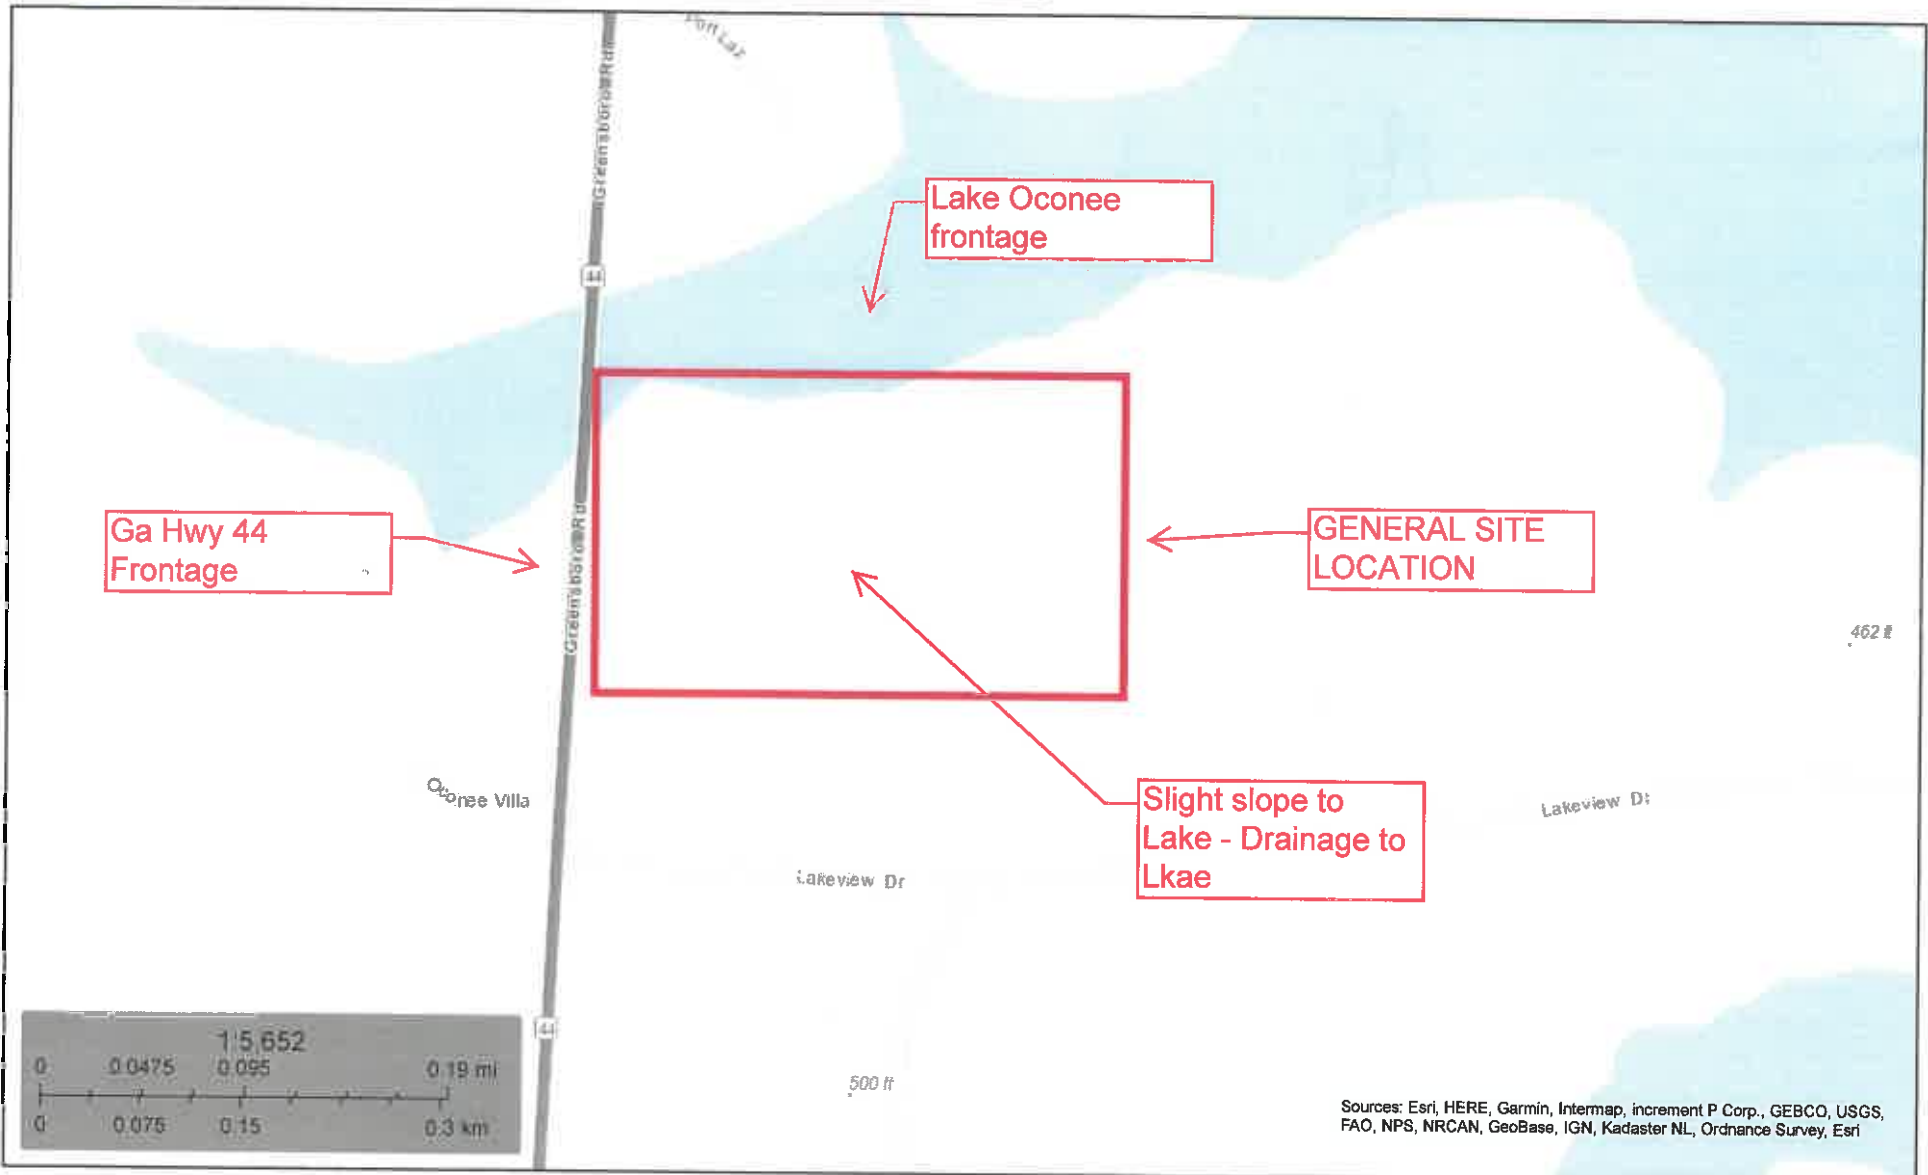 Port Laz
Greensboro Rd
44
Lake Oconee
frontage
Ga Hwy 44
Frontage
GENERAL SITE
LOCATION
Greensboro Rd
462 ft
Oconee Villa
Slight slope to
Lake - Drainage to
Lkae
Lakeview Dr
Lakeview Dr
44
1:5,652
0 0.0475 0.095 0.19 mi
0 0.075 0.15 0.3 km
500 ft
Sources: Esri, HERE, Garmin, Intermap, increment P Corp., GEBCO, USGS,
FAO, NPS, NRCAN, GeoBase, IGN, Kadaster NL, Ordnance Survey, Esri